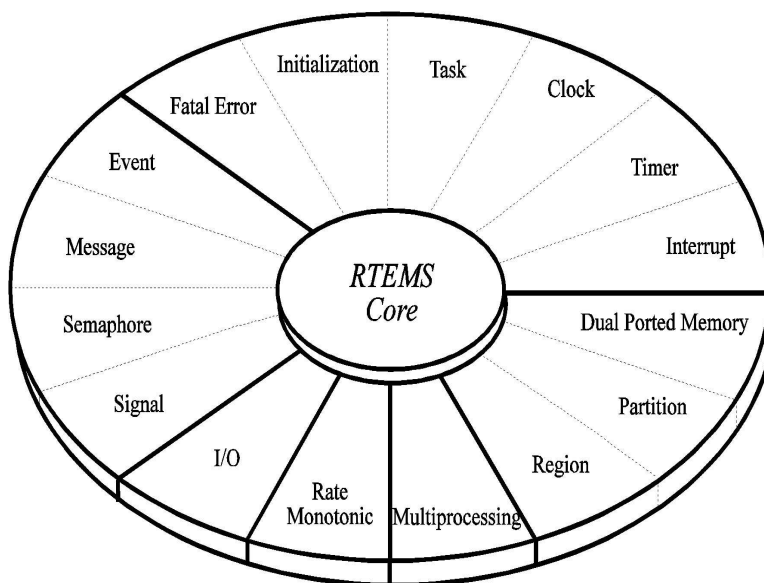 Initialization
Task
Clock
Fatal Error
Event
Timer
Message
Interrupt
RTEMS
Core
Semaphore
Dual Ported Memory
Signal
Partition
I/O
Region
Rate
Monotonic
Multiprocessing